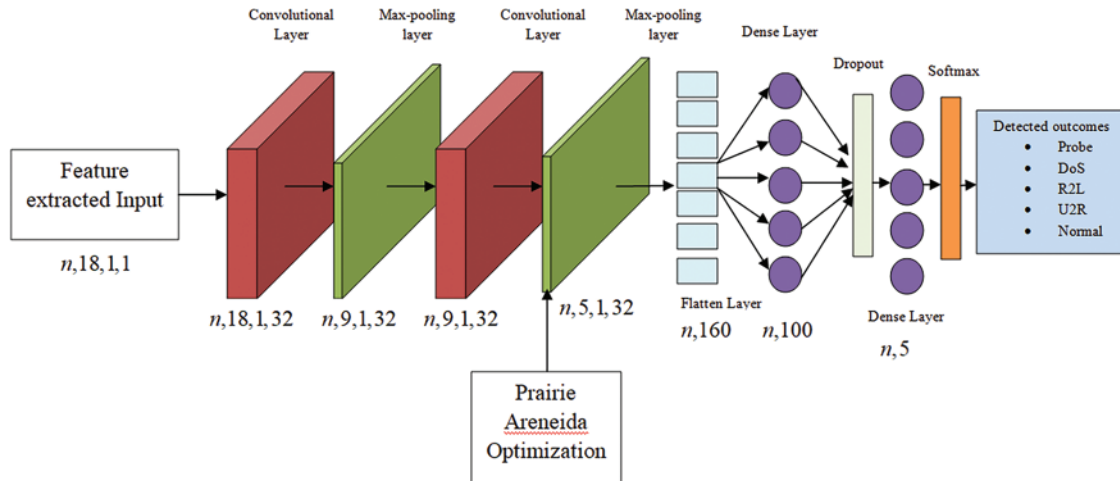 Convolutional
Layer
Max-pooling
layer
Convolutional
Layer
Max-pooling
layer
Dense Layer
Dropout
Softmax
Feature
extracted Input
n,18,1,1
n,18,1,32
n,9,1,32
n,9,1,32
n,5,1,32
Flatten Layer
n,160
n,100
Dense Layer
n,5
Detected outcomes
• Probe
• DoS
• R2L
• U2R
• Normal
Prairie
Areneida
Optimization